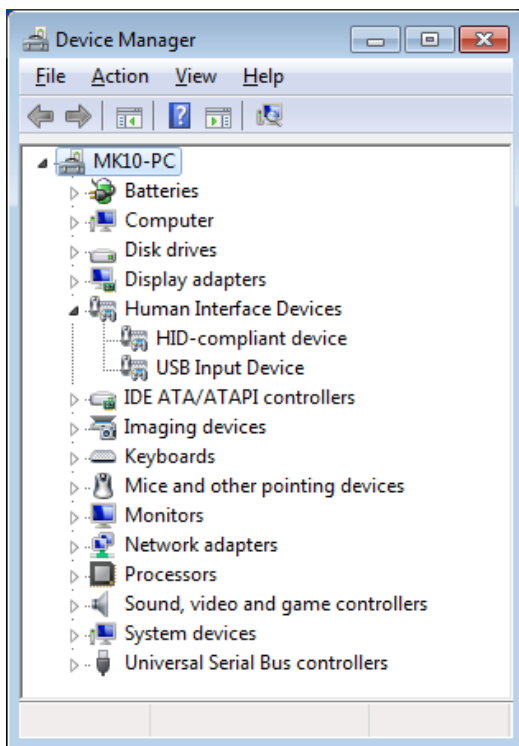 Device Manager
File Action View Help
MK10-PC
Batteries
Computer
Disk drives
Display adapters
Human Interface Devices
HID-compliant device
USB Input Device
IDE ATA/ATAPI controllers
Imaging devices
Keyboards
Mice and other pointing devices
Monitors
Network adapters
Processors
Sound, video and game controllers
System devices
Universal Serial Bus controllers